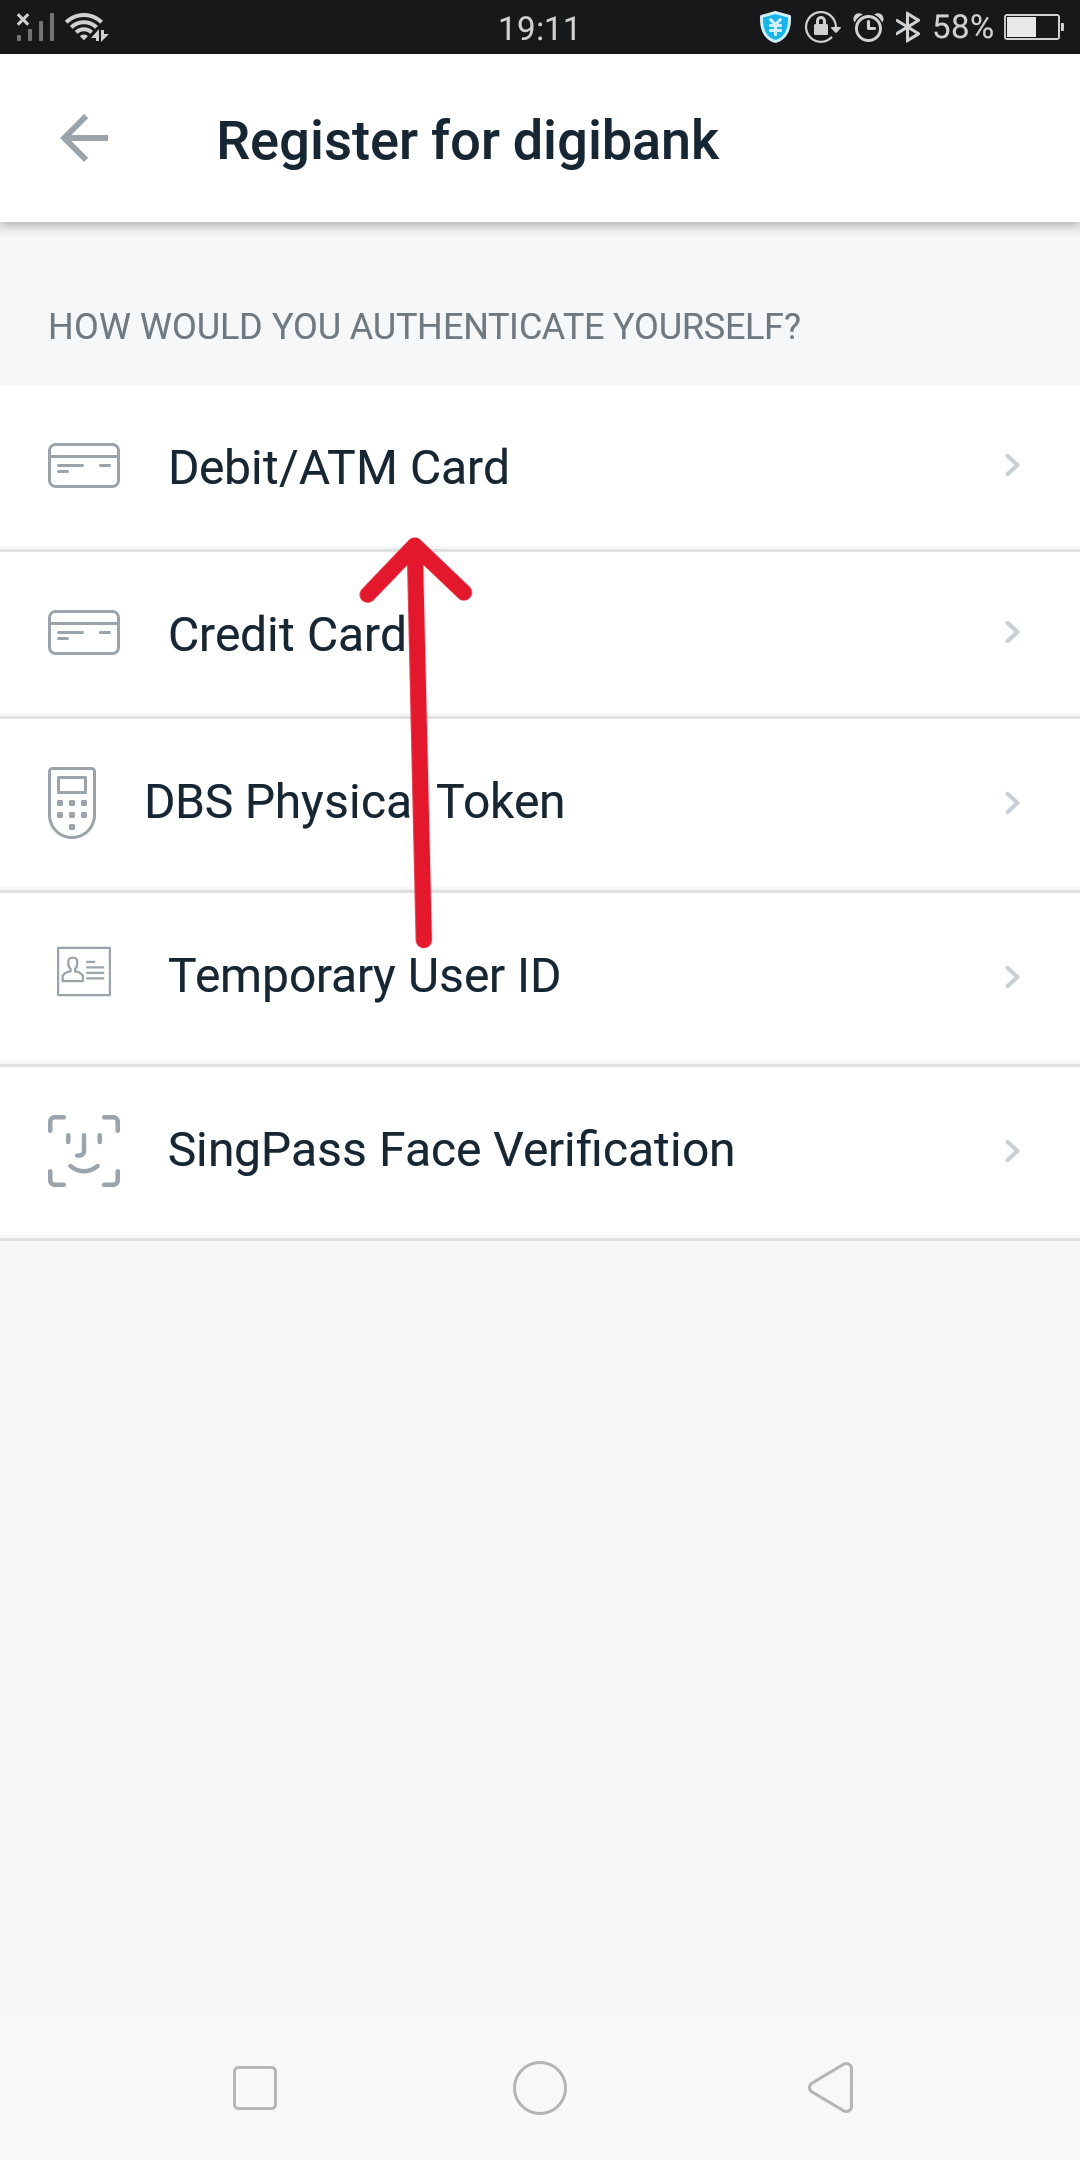 19:11 58%
Register for digibank
HOW WOULD YOU AUTHENTICATE YOURSELF?
Debit/ATM Card
Credit Card
DBS Physica Token
Temporary User ID
SingPass Face Verification